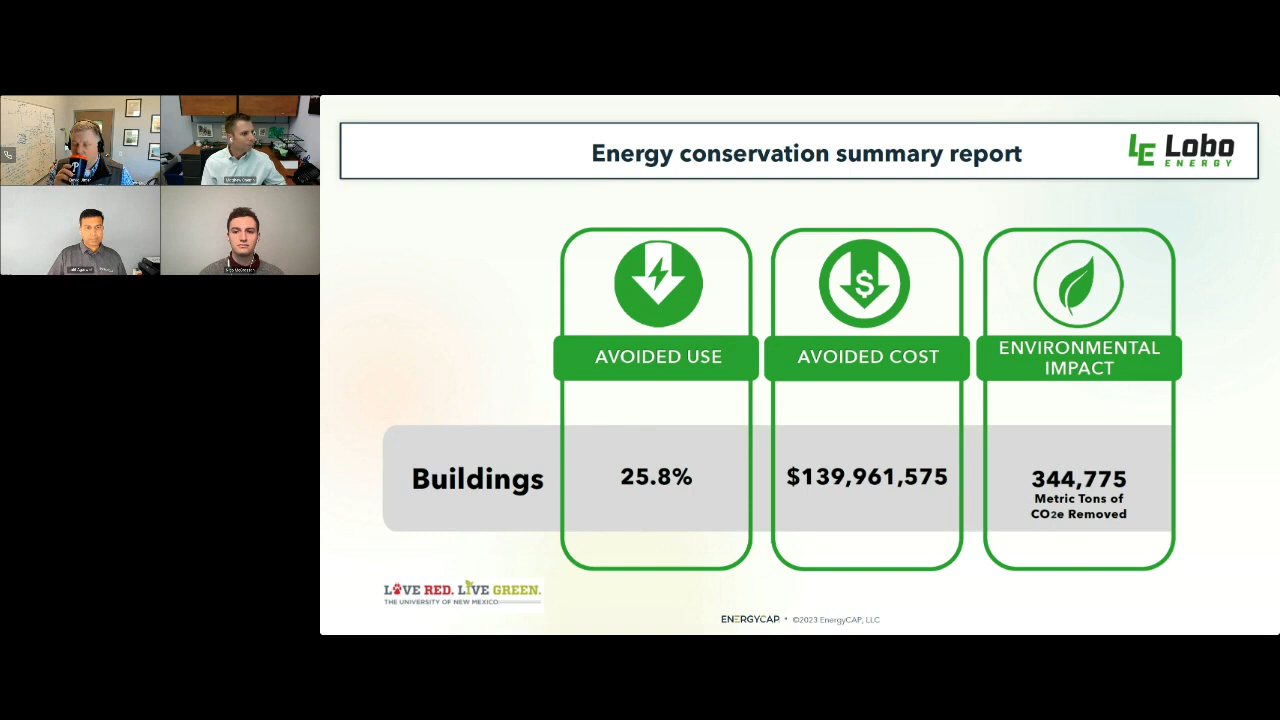 Matthew Cherrin
Energy conservation summary report
LE Lobo
ENERGY
AVOIDED USE
AVOIDED COST
ENVIRONMENTAL
IMPACT
Buildings
25.8%
$139,961,575
344,775
Metric Tons of
CO2e Removed
LOVE RED. LIVE GREEN.
THE UNIVERSITY OF NEW MEXICO
ENERGYCAP • ©2023 EnergyCAP, LLC